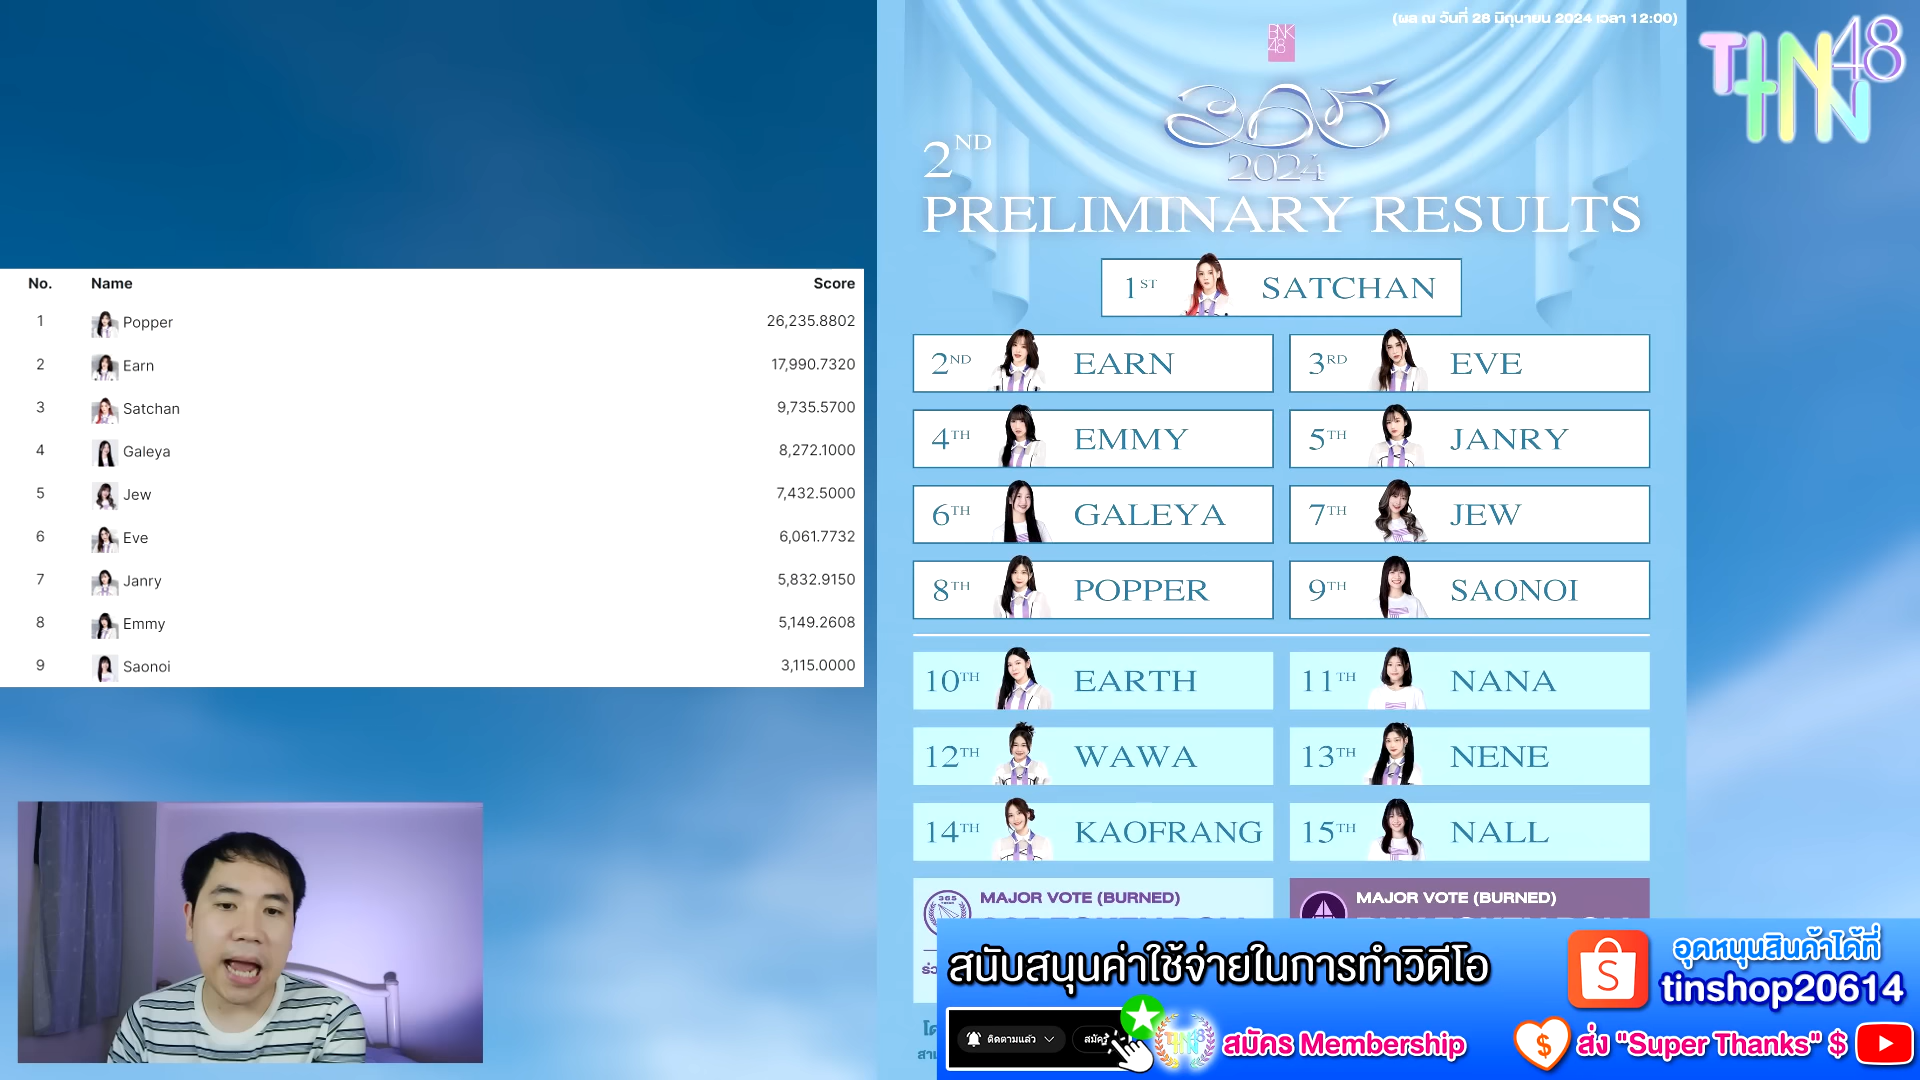 No. Name Score
1 Popper 26,235.8802
2 Earn 17,990.7320
3 Satchan 9,735.5700
4 Galeya 8,272.1000
5 Jew 7,432.5000
6 Eve 6,061.7732
7 Janry 5,832.9150
8 Emmy 5,149.2608
9 Saonoi 3,115.0000
(ผล ณ วันที่ 28 มิถุนายน 2024 เวลา 12:00)
BNK
48
365
2024
2ND
PRELIMINARY RESULTS
1ST SATCHAN
2ND EARN
3RD EVE
4TH EMMY
5TH JANRY
6TH GALEYA
7TH JEW
8TH POPPER
9TH SAONOI
10TH EARTH
11TH NANA
12TH WAWA
13TH NENE
14TH KAOFRANG
15TH NALL
MAJOR VOTE (BURNED)
MAJOR VOTE (BURNED)
TINTIN48
สนับสนุนค่าใช้จ่ายในการทำวิดีโอ
ติดตามแล้ว
สมัคร Membership
อุดหนุนสินค้าได้ที่
tinshop20614
ส่ง "Super Thanks" $